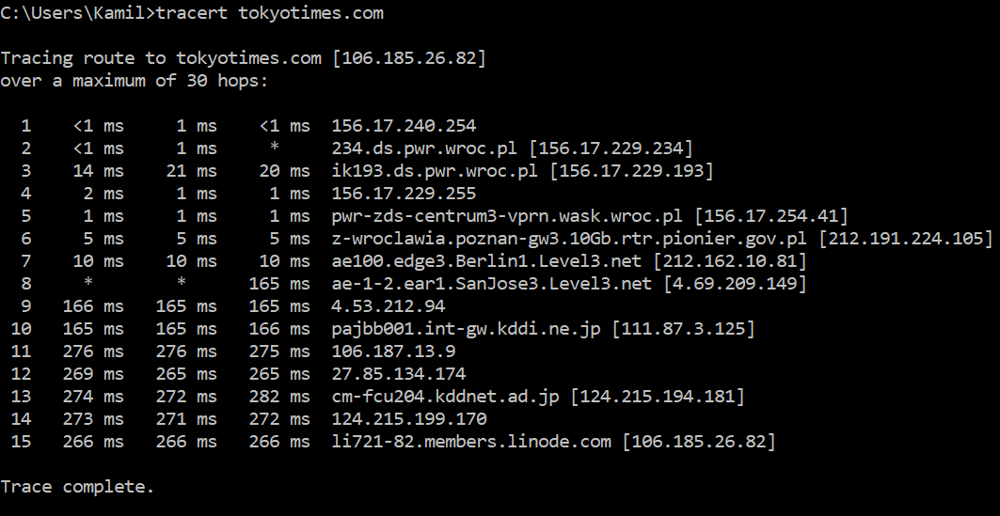 C:\Users\Kamil>tracert tokyotimes.com
Tracing route to tokyotimes.com [106.185.26.82]
over a maximum of 30 hops:
1 <1 ms 1 ms <1 ms 156.17.240.254
2 <1 ms 1 ms * 234.ds.pwr.wroc.pl [156.17.229.234]
3 14 ms 21 ms 20 ms ik193.ds.pwr.wroc.pl [156.17.229.193]
4 2 ms 1 ms 1 ms 156.17.229.255
5 1 ms 1 ms 1 ms pwr-zds-centrum3-vprn.wask.wroc.pl [156.17.254.41]
6 5 ms 5 ms 5 ms z-wroclawia.poznan-gw3.10Gb.rtr.pionier.gov.pl [212.191.224.105]
7 10 ms 10 ms 10 ms ae100.edge3.Berlin1.Level3.net [212.162.10.81]
8 * * 165 ms ae-1-2.ear1.SanJose3.Level3.net [4.69.209.149]
9 166 ms 165 ms 165 ms 4.53.212.94
10 165 ms 165 ms 166 ms pajbb001.int-gw.kddi.ne.jp [111.87.3.125]
11 276 ms 276 ms 275 ms 106.187.13.9
12 269 ms 265 ms 265 ms 27.85.134.174
13 274 ms 272 ms 282 ms cm-fcu204.kddnet.ad.jp [124.215.194.181]
14 273 ms 271 ms 272 ms 124.215.199.170
15 266 ms 266 ms 266 ms li721-82.members.linode.com [106.185.26.82]
Trace complete.